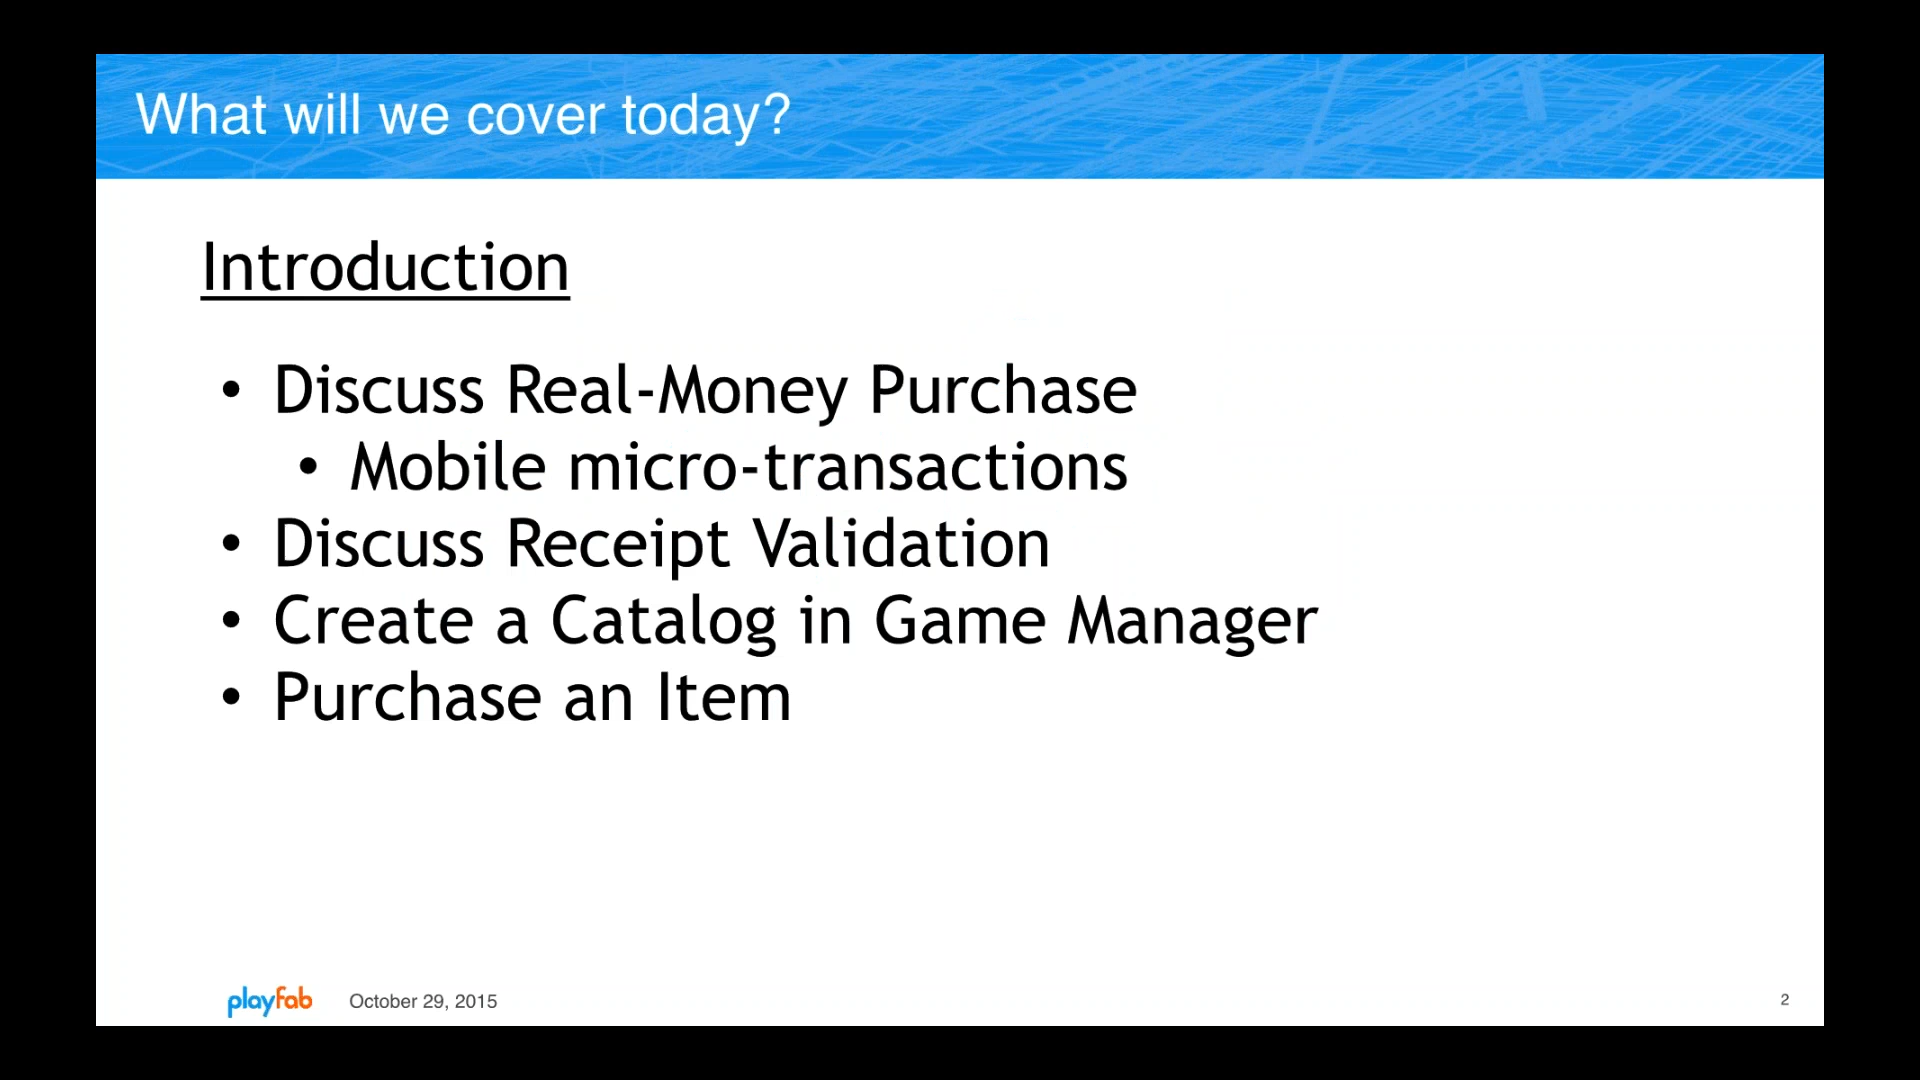 What will we cover today?
Introduction
• Discuss Real-Money Purchase
• Mobile micro-transactions
• Discuss Receipt Validation
• Create a Catalog in Game Manager
• Purchase an Item
playfab October 29, 2015 2